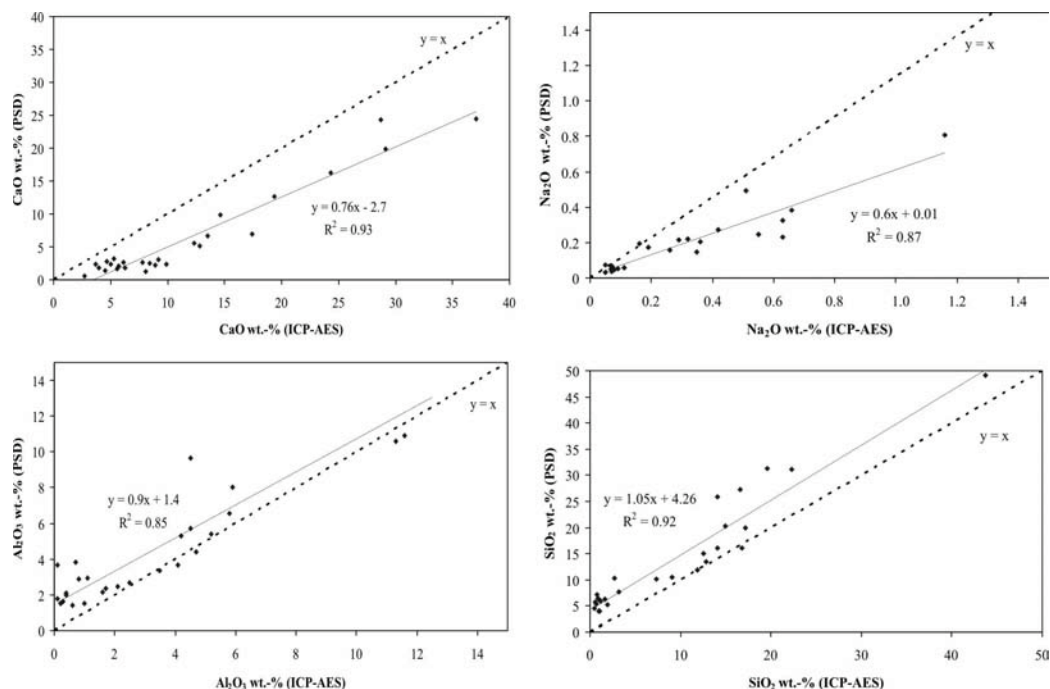 40
35
30
25
20
15
10
5
0
CaO wt.-% (PSD)
y = x
y = 0.76x - 2.7
R² = 0.93
0 5 10 15 20 25 30 35 40
CaO wt.-% (ICP-AES)
1.4
1.2
1.0
0.8
0.6
0.4
0.2
0.0
Na₂O wt.-% (PSD)
y = x
y = 0.6x + 0.01
R² = 0.87
0.0 0.2 0.4 0.6 0.8 1.0 1.2 1.4
Na₂O wt.-% (ICP-AES)
14
12
10
8
6
4
2
0
Al₂O₃ wt.-% (PSD)
y = x
y = 0.9x + 1.4
R² = 0.85
0 2 4 6 8 10 12 14
Al₂O₃ wt.-% (ICP-AES)
50
45
40
35
30
25
20
15
10
5
0
SiO₂ wt.-% (PSD)
y = x
y = 1.05x + 4.26
R² = 0.92
0 10 20 30 40 50
SiO₂ wt.-% (ICP-AES)